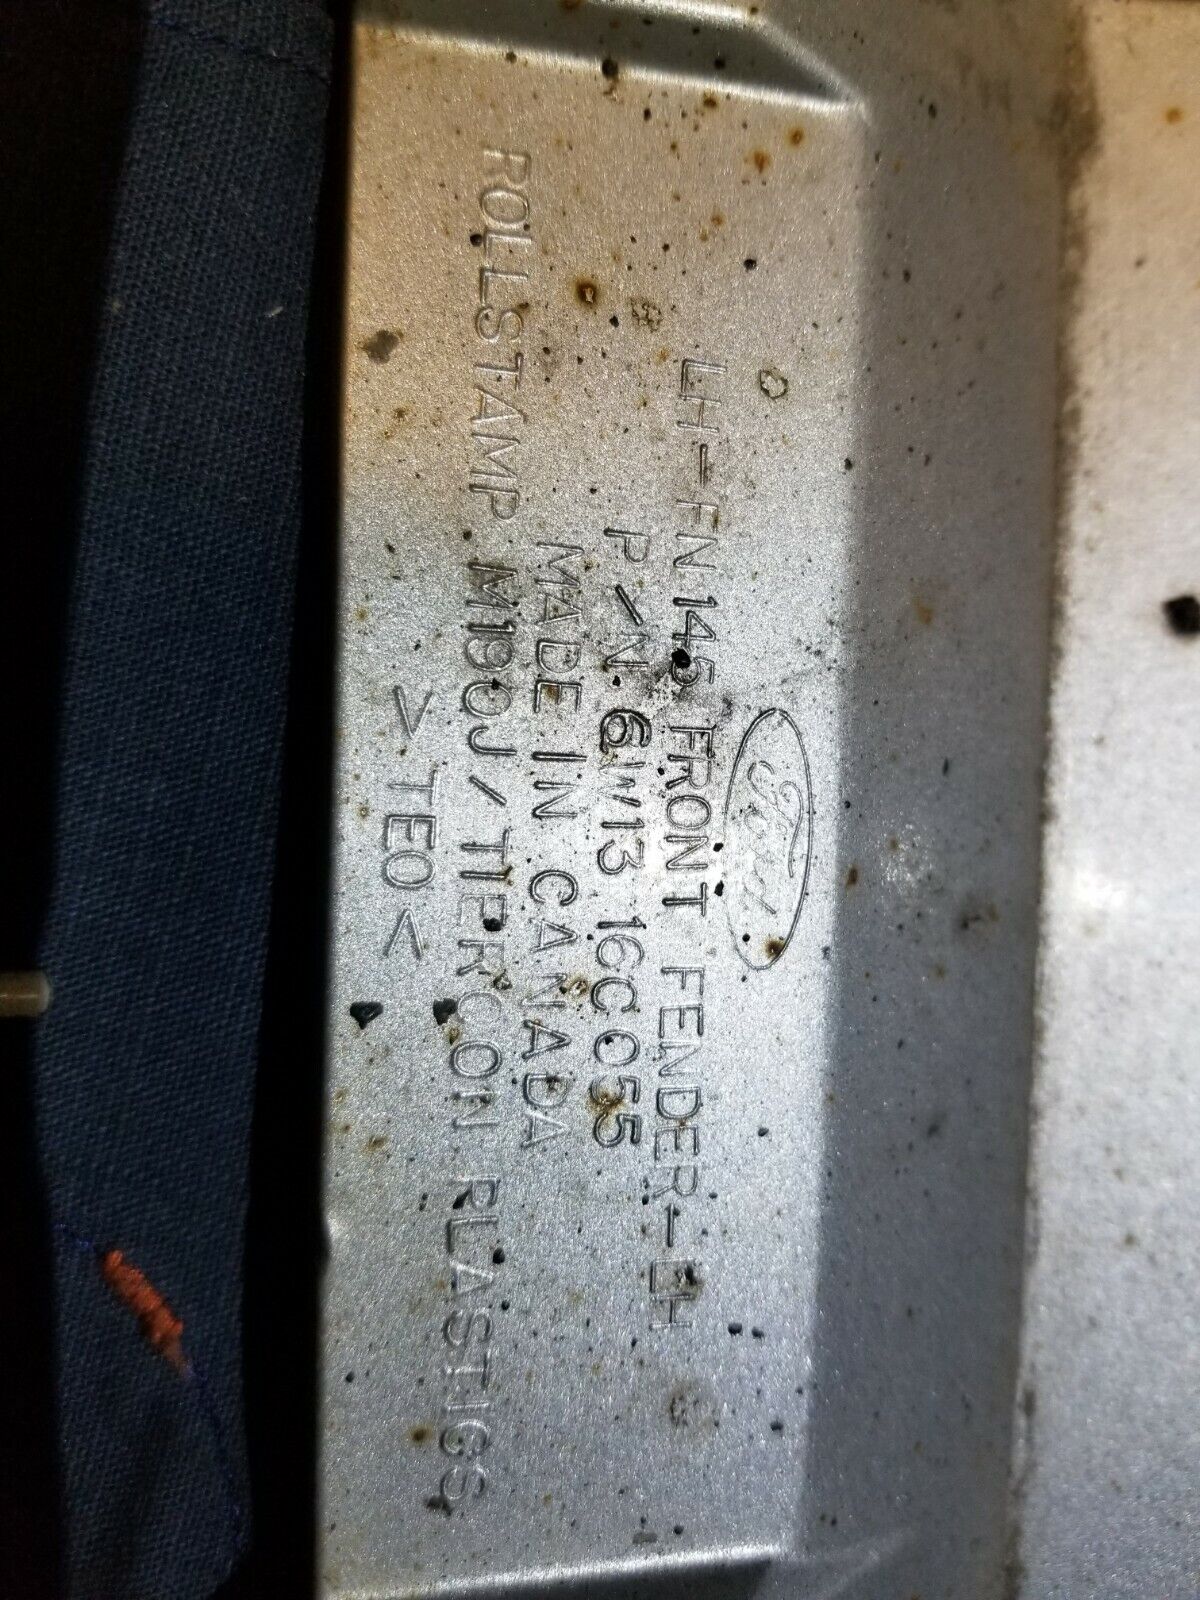 Ford
LH-FN145 FRONT FENDER-LH
P/N 6W13 16C055
MADE IN CANADA
ROLLSTAMP M190J/TIERCON PLASTICS
>TEO<